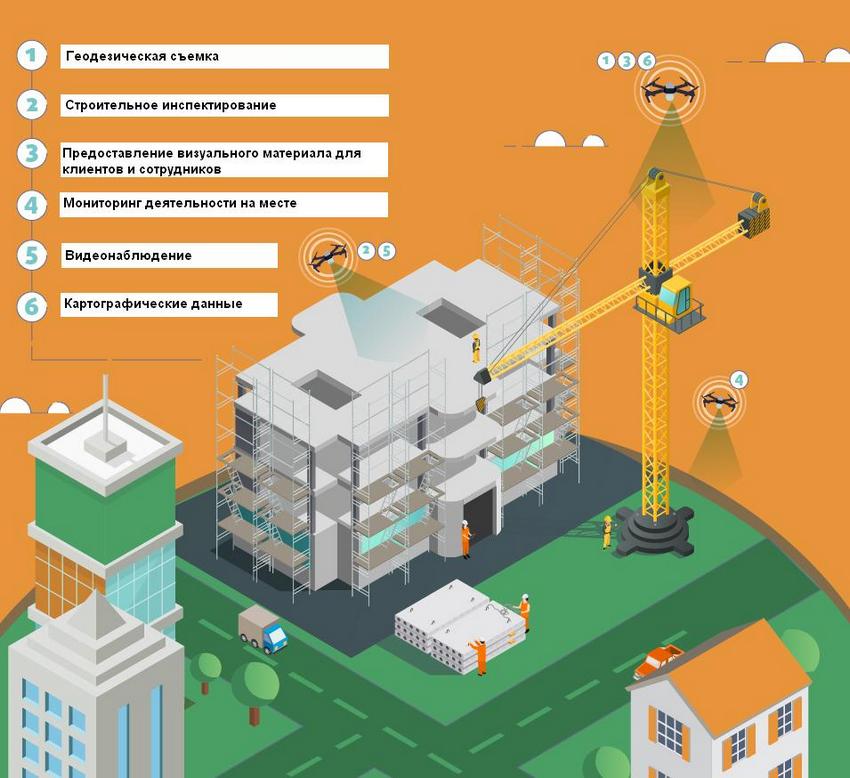 1 Геодезическая съемка
2 Строительное инспектирование
3 Предоставление визуального материала для
клиентов и сотрудников
4 Мониторинг деятельности на месте
5 Видеонаблюдение
6 Картографические данные
1 3 6
2 5
4